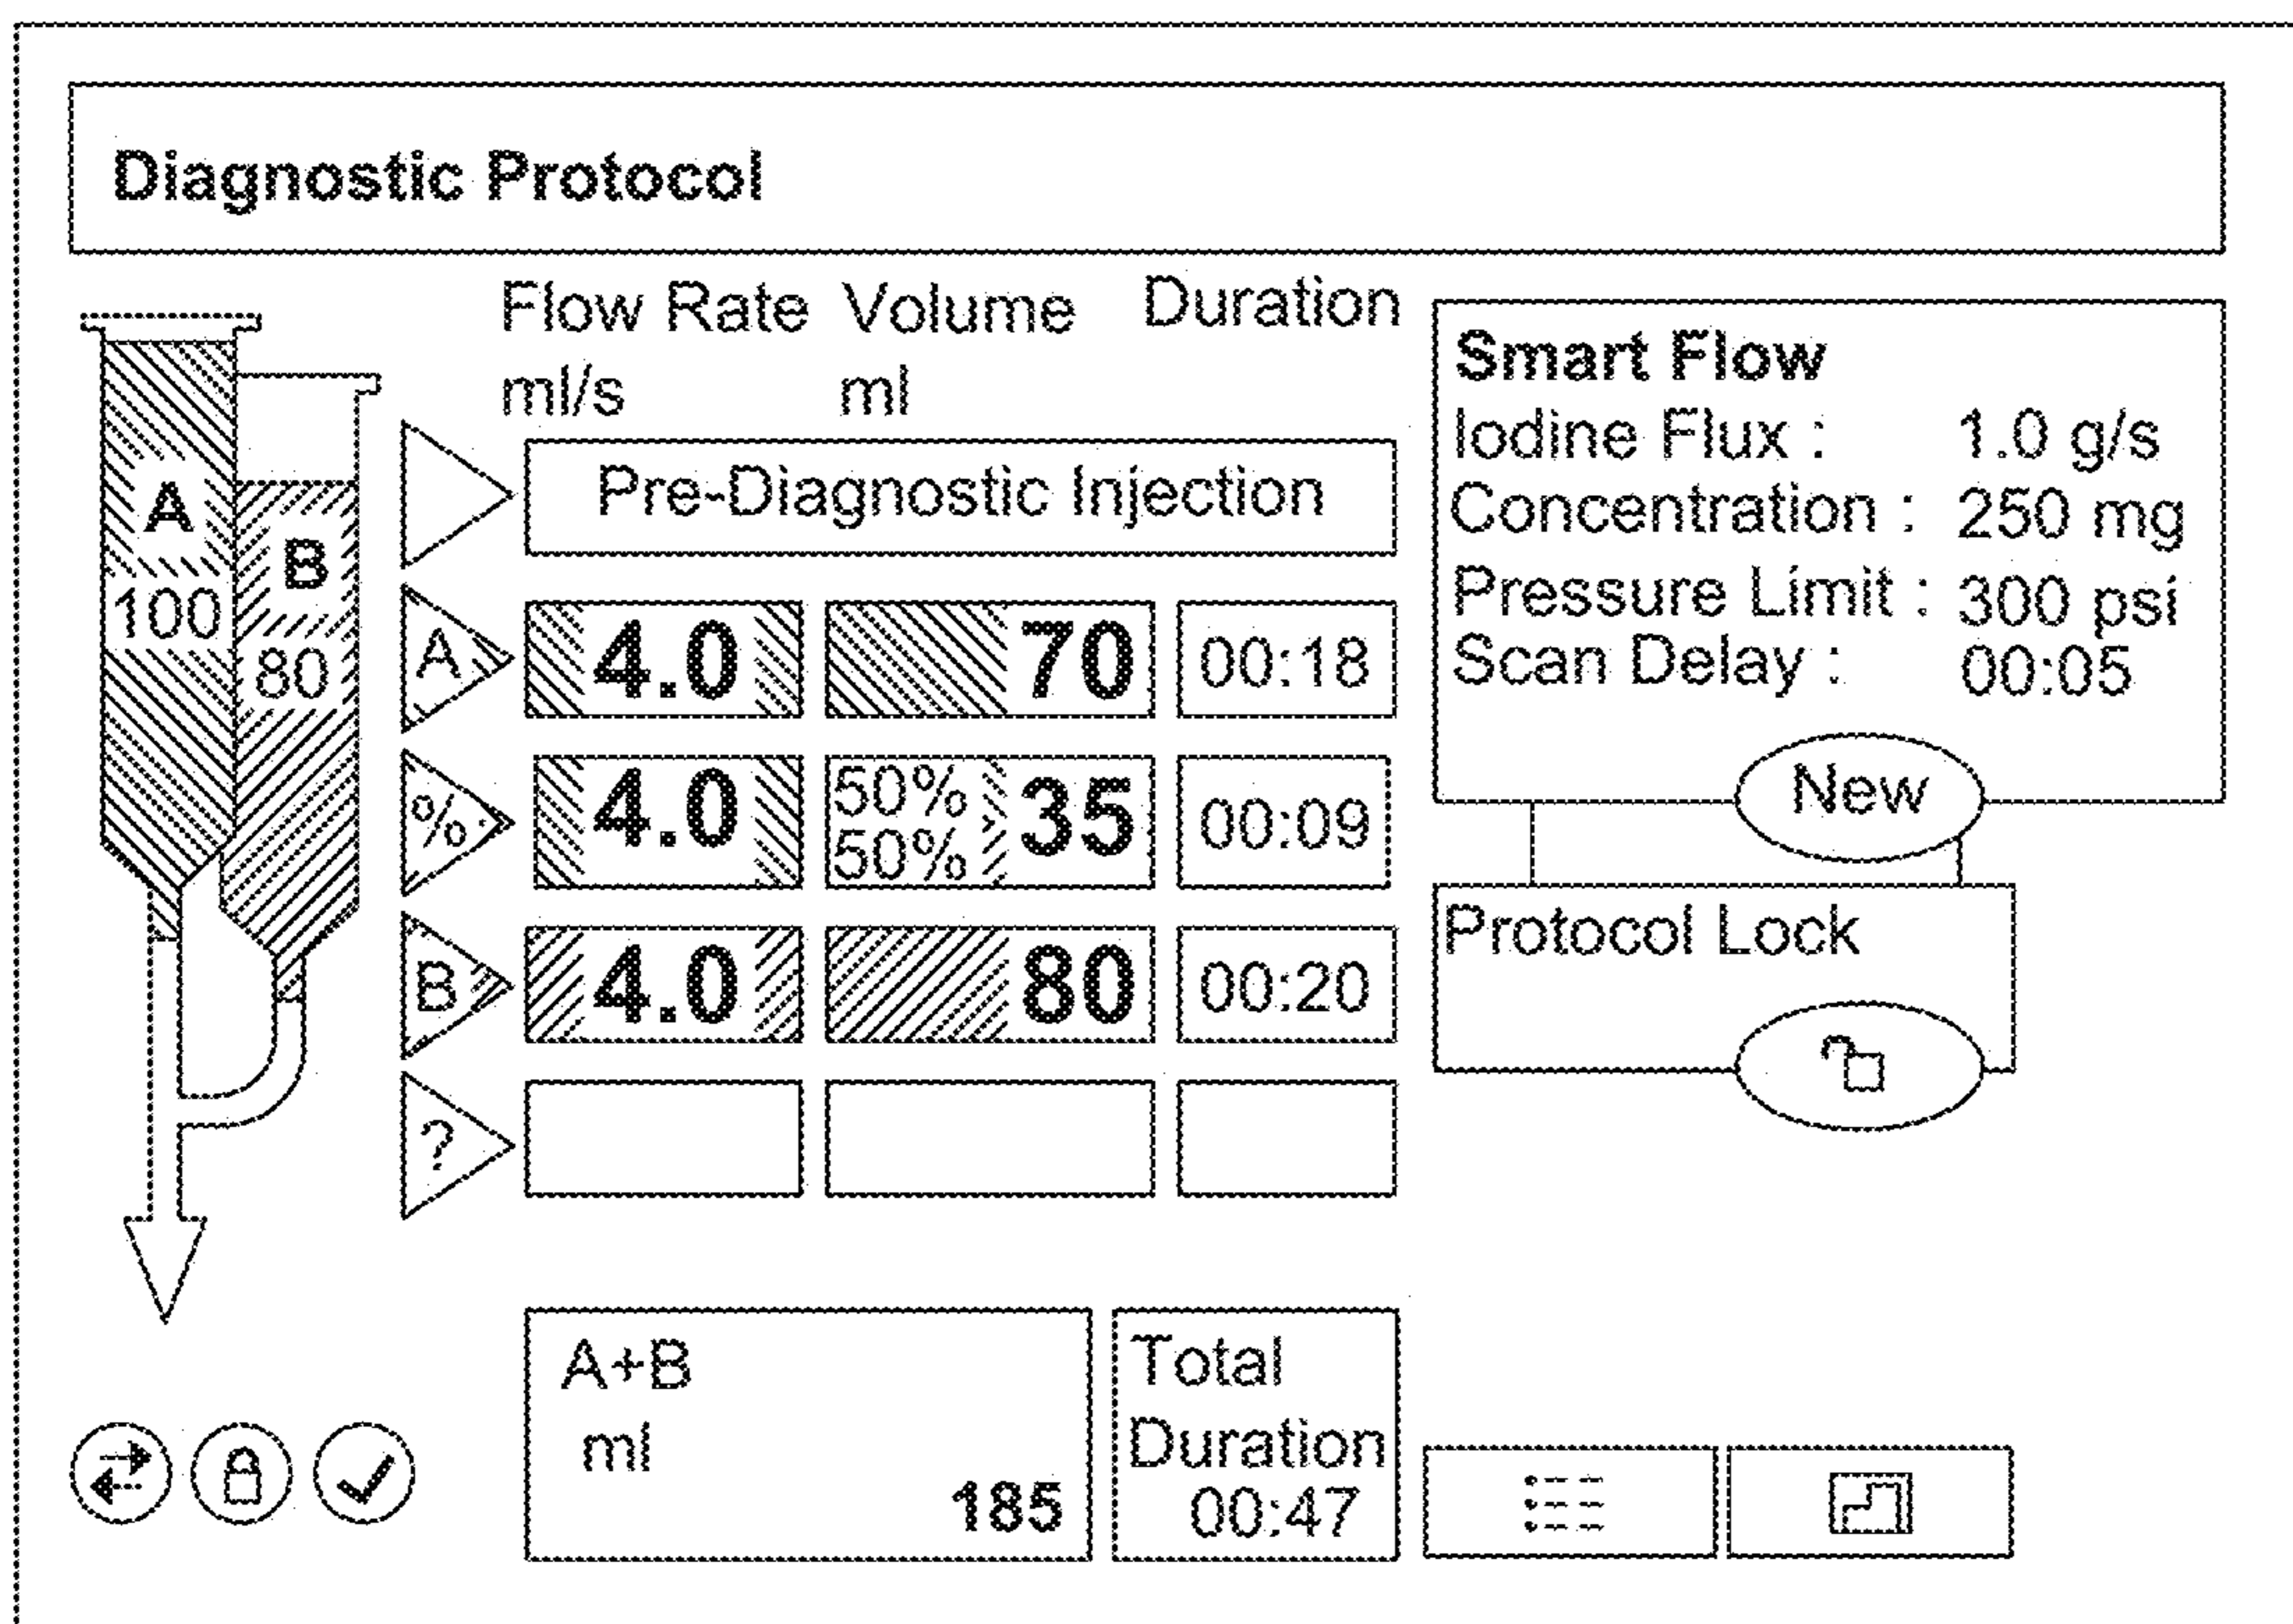 Diagnostic Protocol
Flow Rate Volume Duration
ml/s ml
A
100
B
80
Pre-Diagnostic Injection
A 4.0 70 00:18
% 4.0 50% 50% 35 00:09
B 4.0 80 00:20
?
Smart Flow
Iodine Flux : 1.0 g/s
Concentration : 250 mg
Pressure Limit : 300 psi
Scan Delay : 00:05
New
Protocol Lock
A+B
ml
185
Total
Duration
00:47